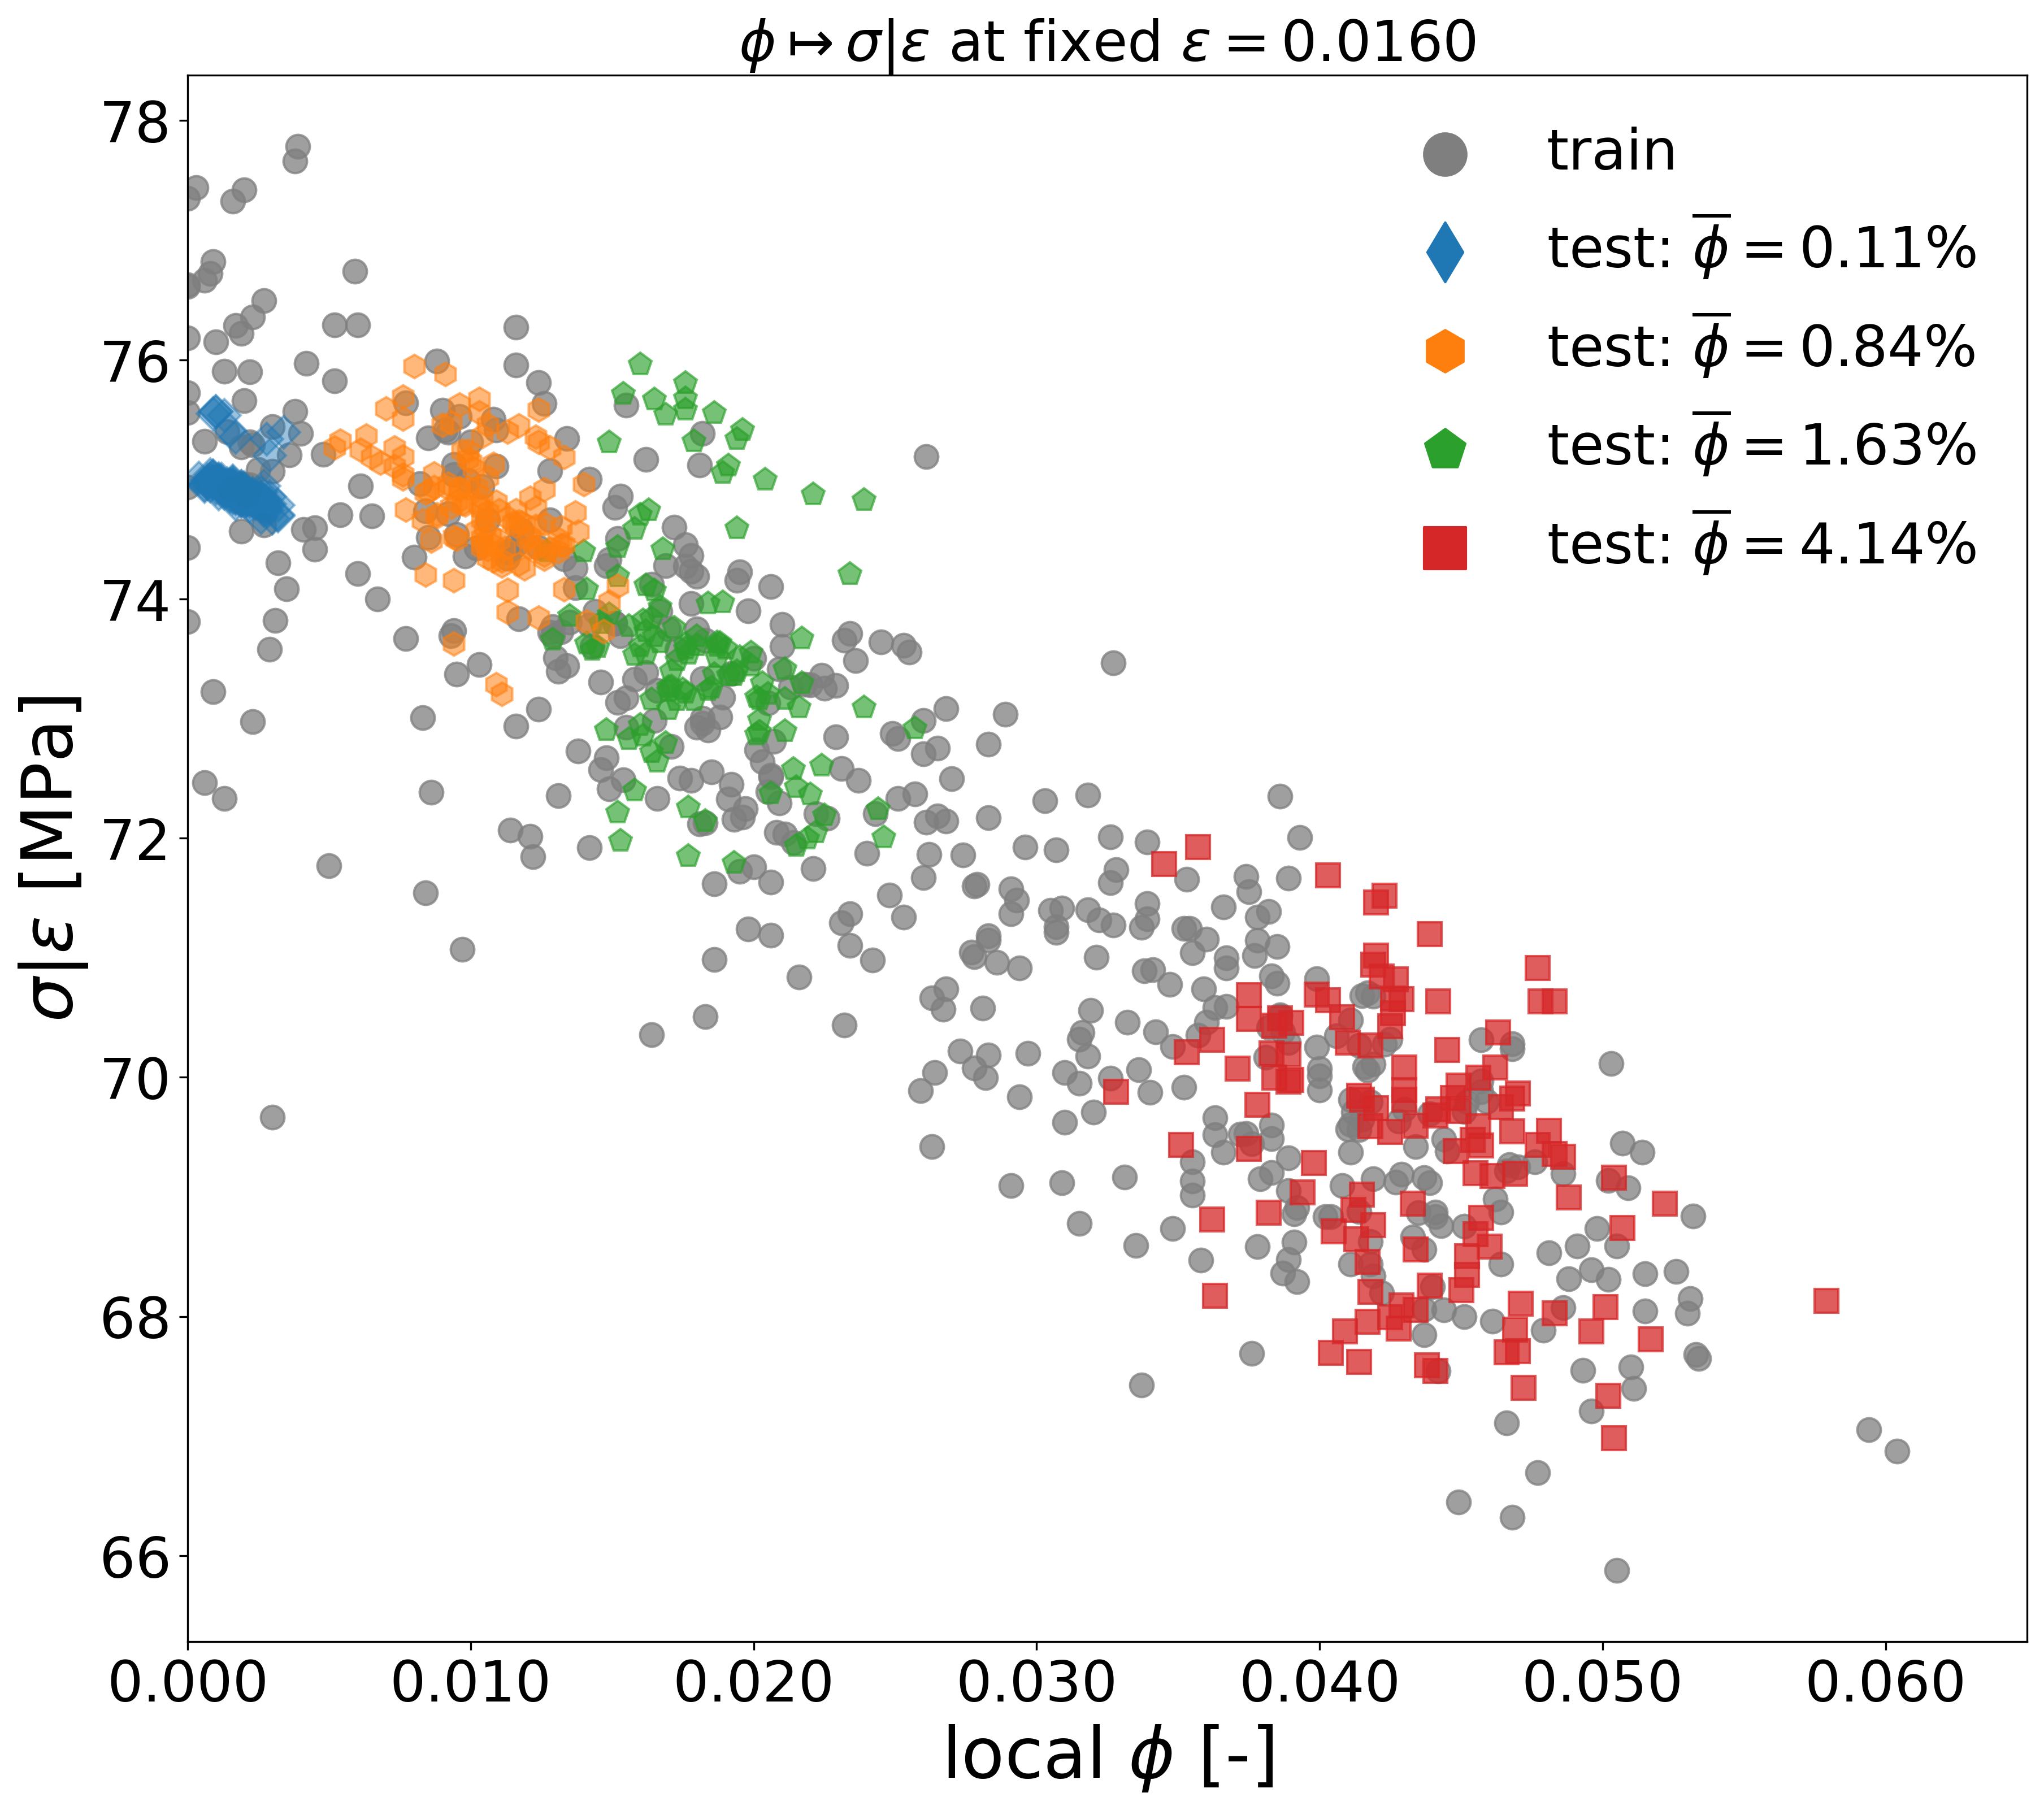 ϕ ↦ σ|ε at fixed ε = 0.0160
78
76
74
72
70
68
66
σ|ε [MPa]
train
test: ϕ̅ = 0.11%
test: ϕ̅ = 0.84%
test: ϕ̅ = 1.63%
test: ϕ̅ = 4.14%
0.000 0.010 0.020 0.030 0.040 0.050 0.060
local ϕ [-]